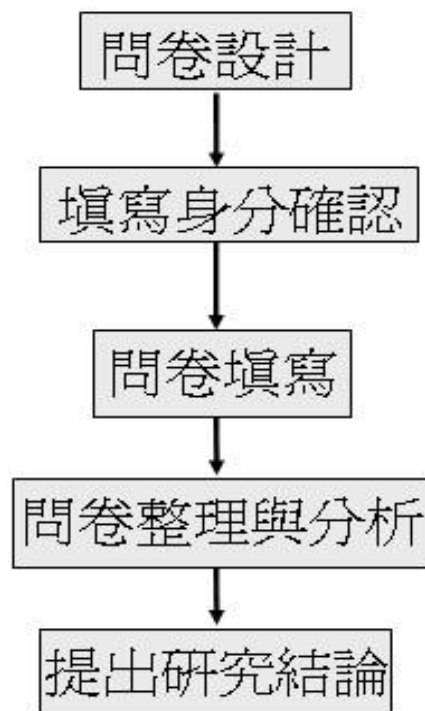 問卷設計
填寫身分確認
問卷填寫
問卷整理與分析
提出研究結論